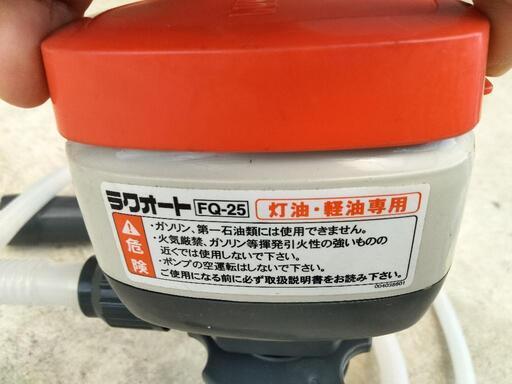 ラクオート FQ-25 灯油・軽油専用
危険
・ガソリン、第一石油類には使用できません。
・火気厳禁、ガソリン等揮発引火性の強いものの
近くでは使用しないで下さい。
・ポンプの空運転はしないで下さい。
ご使用になる前に必ず取扱説明書をお読み下さい。